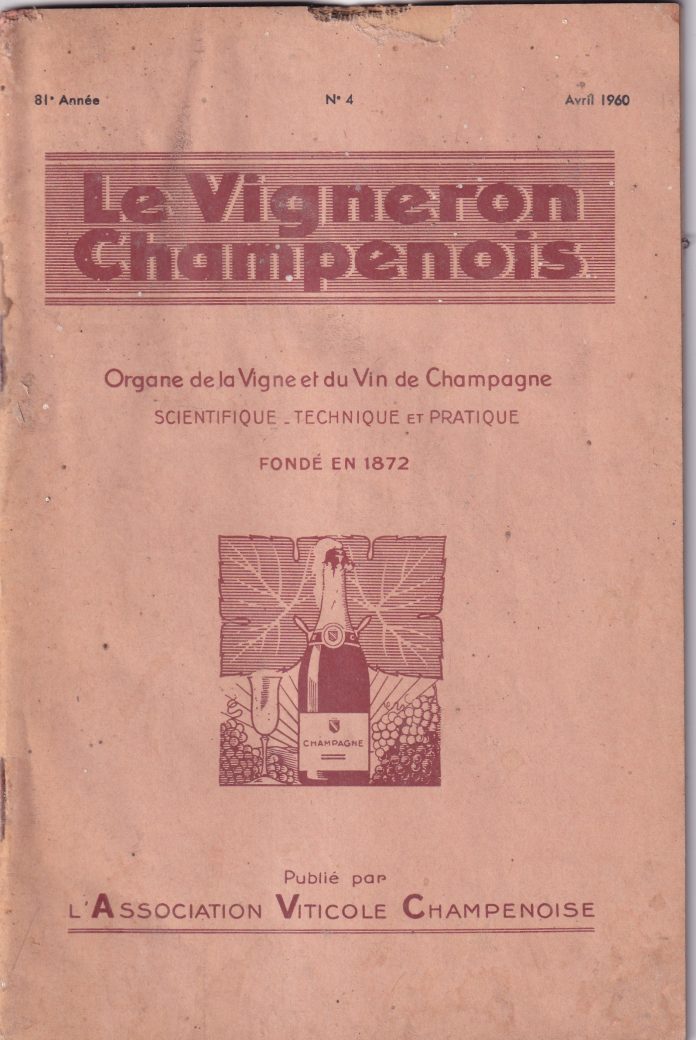 81ᵉ Année
N° 4
Avril 1960
Le Vigneron
Champenois
Organe de la Vigne et du Vin de Champagne
SCIENTIFIQUE - TECHNIQUE ET PRATIQUE
FONDÉ EN 1872
CHAMPAGNE
Publié par
L'ASSOCIATION VITICOLE CHAMPENOISE